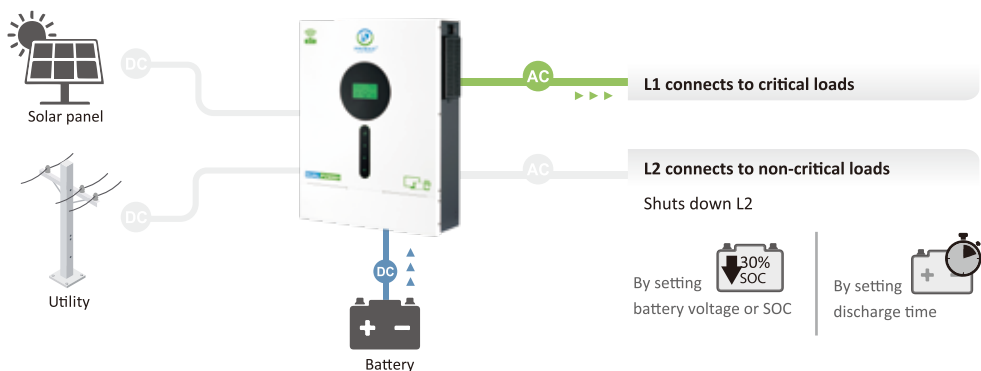 DC
Solar panel
AC
L1 connects to critical loads
DC
Utility
AC
L2 connects to non-critical loads
Shuts down L2
30%
SOC
By setting
battery voltage or SOC
By setting
discharge time
DC
Battery